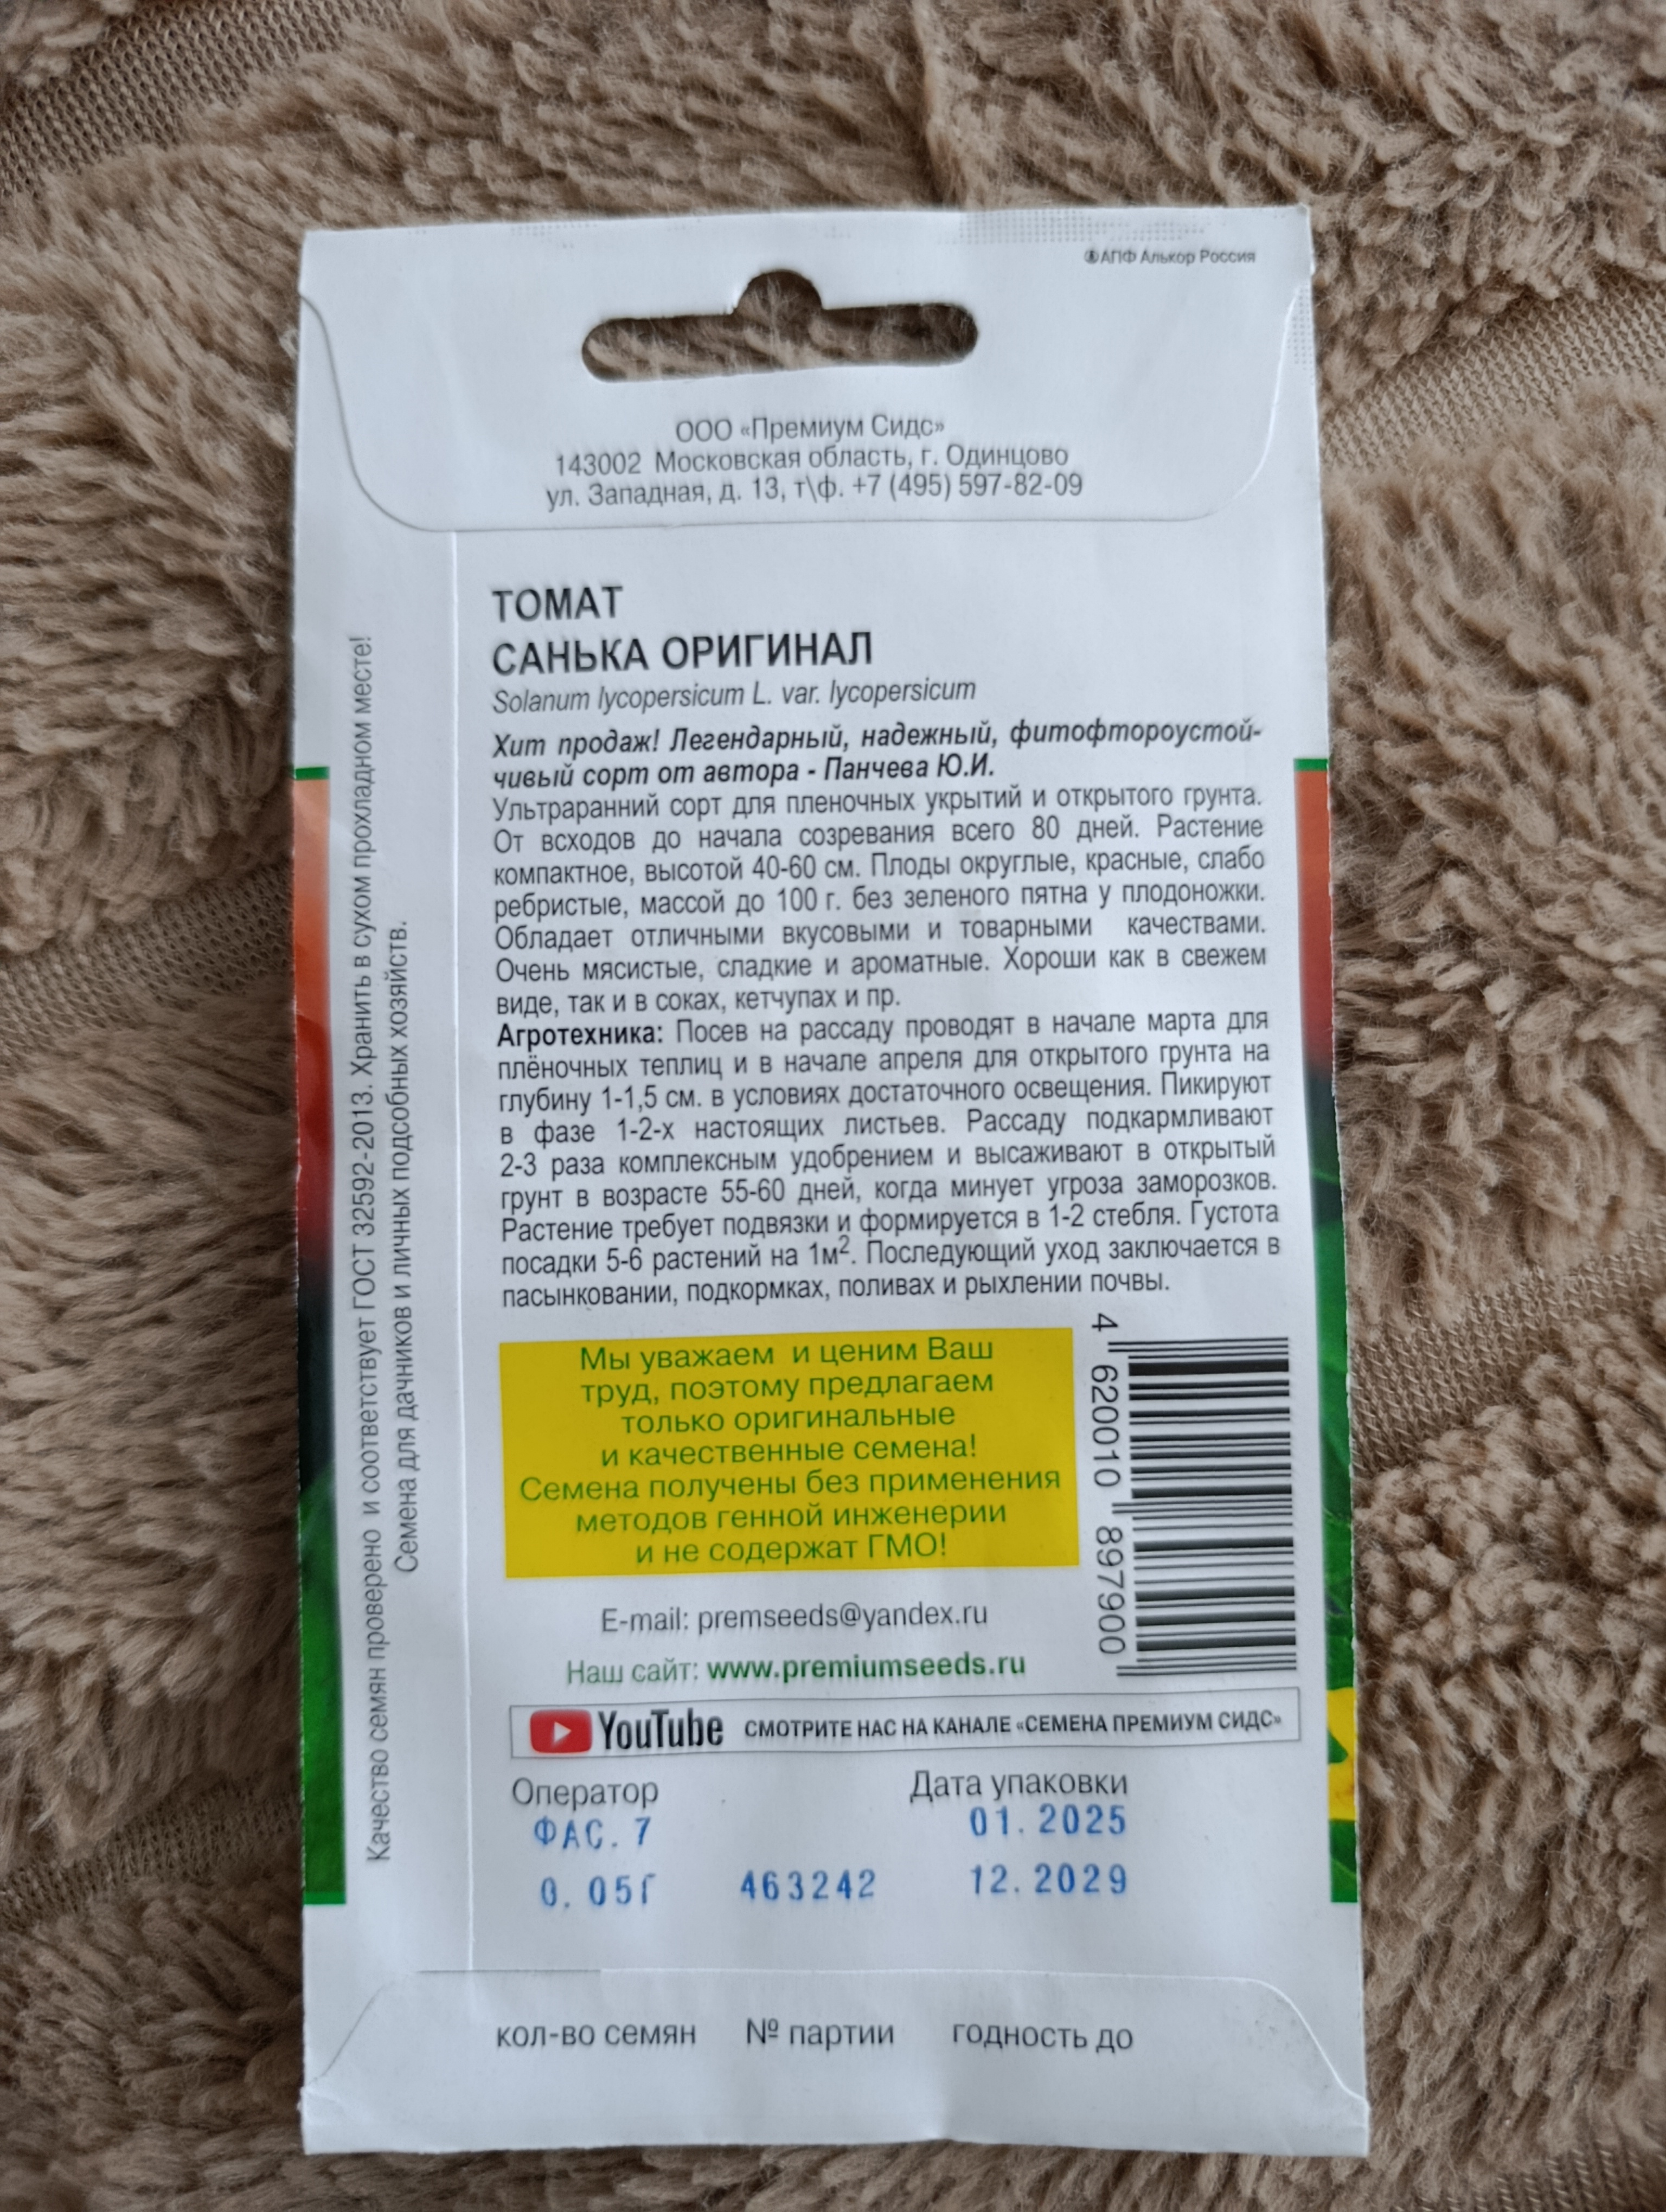 АПФ Алькор Россия
ООО «Премиум Сидс»
143002 Московская область, г. Одинцово
ул. Западная, д. 13, т\ф. +7 (495) 597-82-09
ТОМАТ
САНЬКА ОРИГИНАЛ
Solanum lycopersicum L. var. lycopersicum
Хит продаж! Легендарный, надежный, фитофтороустой-
чивый сорт от автора - Панчева Ю.И.
Ультраранний сорт для пленочных укрытий и открытого грунта.
От всходов до начала созревания всего 80 дней. Растение
компактное, высотой 40-60 см. Плоды округлые, красные, слабо
ребристые, массой до 100 г. без зеленого пятна у плодоножки.
Обладает отличными вкусовыми и товарными качествами.
Очень мясистые, сладкие и ароматные. Хороши как в свежем
виде, так и в соках, кетчупах и пр.
Агротехника: Посев на рассаду проводят в начале марта для
плёночных теплиц и в начале апреля для открытого грунта на
глубину 1-1,5 см. в условиях достаточного освещения. Пикируют
в фазе 1-2-х настоящих листьев. Рассаду подкармливают
2-3 раза комплексным удобрением и высаживают в открытый
грунт в возрасте 55-60 дней, когда минует угроза заморозков.
Растение требует подвязки и формируется в 1-2 стебля. Густота
посадки 5-6 растений на 1м². Последующий уход заключается в
пасынковании, подкормках, поливах и рыхлении почвы.
Мы уважаем и ценим Ваш
труд, поэтому предлагаем
только оригинальные
и качественные семена!
Семена получены без применения
методов генной инженерии
и не содержат ГМО!
4 620010 897900
E-mail: premseeds@yandex.ru
Наш сайт: www.premiumseeds.ru
YouTube СМОТРИТЕ НАС НА КАНАЛЕ «СЕМЕНА ПРЕМИУМ СИДС»
Оператор Дата упаковки
ФАС. 7 01.2025
0.05Г 463242 12.2029
кол-во семян № партии годность до
Качество семян проверено и соответствует ГОСТ 32592-2013. Хранить в сухом прохладном месте!
Семена для дачников и личных подсобных хозяйств.